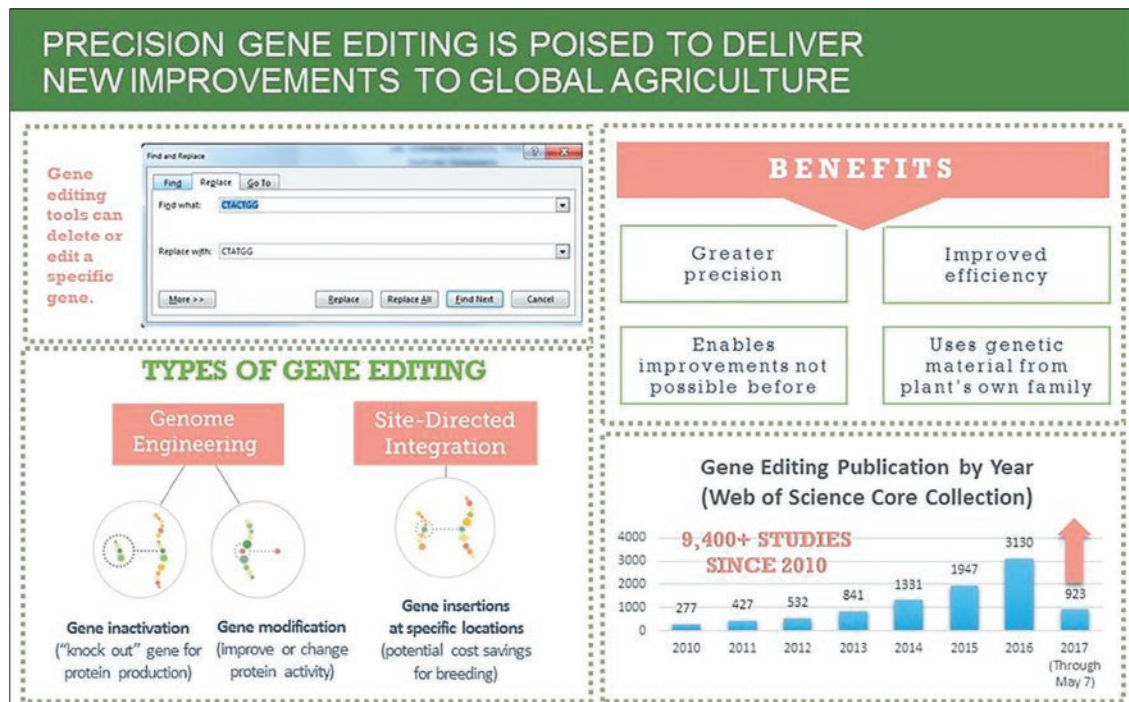 PRECISION GENE EDITING IS POISED TO DELIVER
NEW IMPROVEMENTS TO GLOBAL AGRICULTURE
Gene
editing
tools can
delete or
edit a
specific
gene.
Find and Replace
Find Replace Go To
Find what: CTACTGG
Replace with: CTATGG
More >> Replace Replace All Find Next Cancel
TYPES OF GENE EDITING
Genome
Engineering
Gene inactivation
("knock out" gene for
protein production)
Gene modification
(improve or change
protein activity)
Site-Directed
Integration
Gene insertions
at specific locations
(potential cost savings
for breeding)
BENEFITS
Greater
precision
Improved
efficiency
Enables
improvements not
possible before
Uses genetic
material from
plant's own family
Gene Editing Publication by Year
(Web of Science Core Collection)
9,400+ STUDIES
SINCE 2010
4000
3000
2000
1000
0
277 427 532 841 1331 1947 3130 923
2010 2011 2012 2013 2014 2015 2016 2017
(Through
May 7)